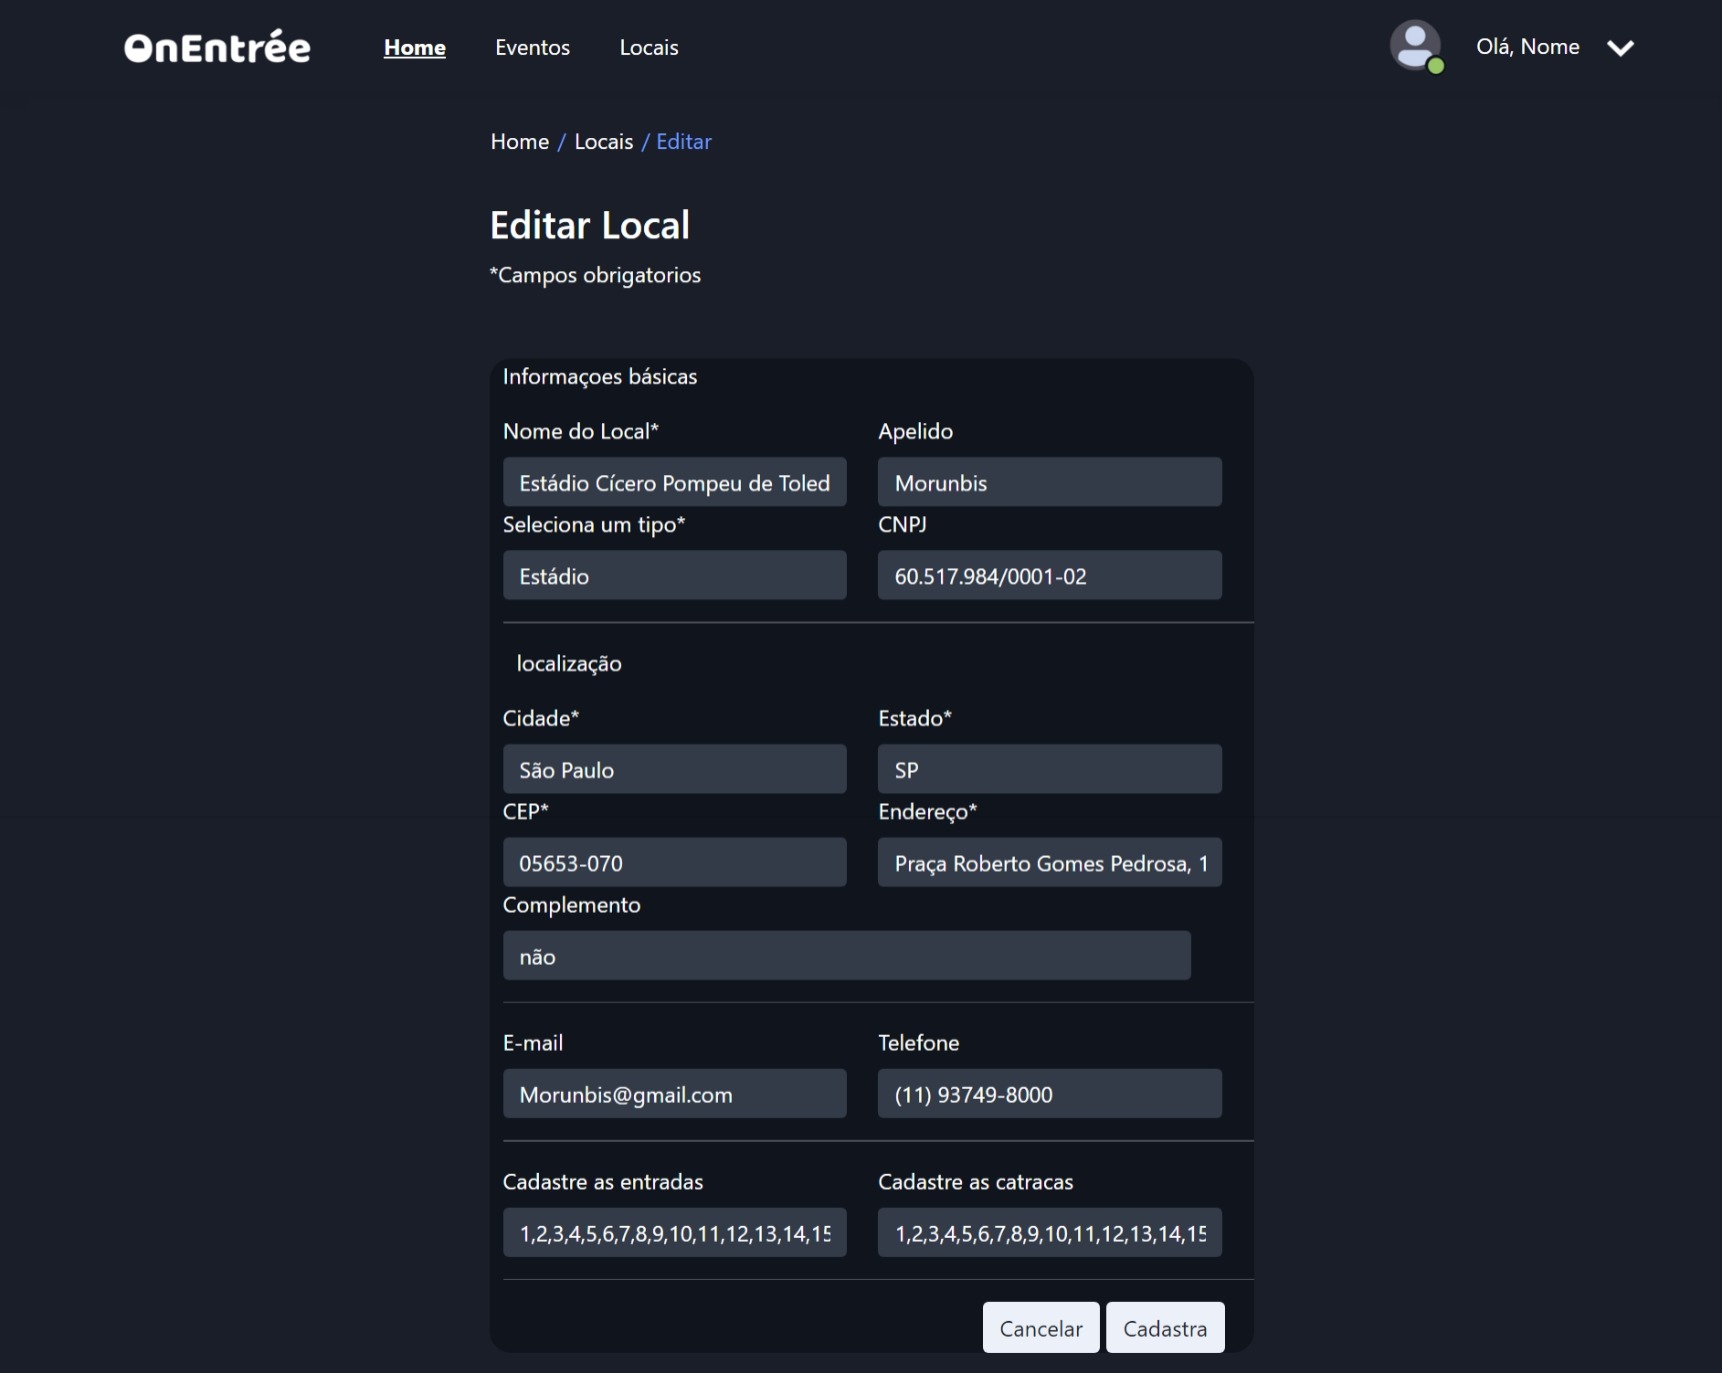 OnEntrée Home Eventos Locais Olá, Nome
Home / Locais / Editar
Editar Local
*Campos obrigatorios
Informaçoes básicas
Nome do Local* Apelido
Estádio Cícero Pompeu de Toled Morunbis
Seleciona um tipo* CNPJ
Estádio 60.517.984/0001-02
localização
Cidade* Estado*
São Paulo SP
CEP* Endereço*
05653-070 Praça Roberto Gomes Pedrosa, 1
Complemento
não
E-mail Telefone
Morunbis@gmail.com (11) 93749-8000
Cadastre as entradas Cadastre as catracas
1,2,3,4,5,6,7,8,9,10,11,12,13,14,15 1,2,3,4,5,6,7,8,9,10,11,12,13,14,15
Cancelar Cadastra